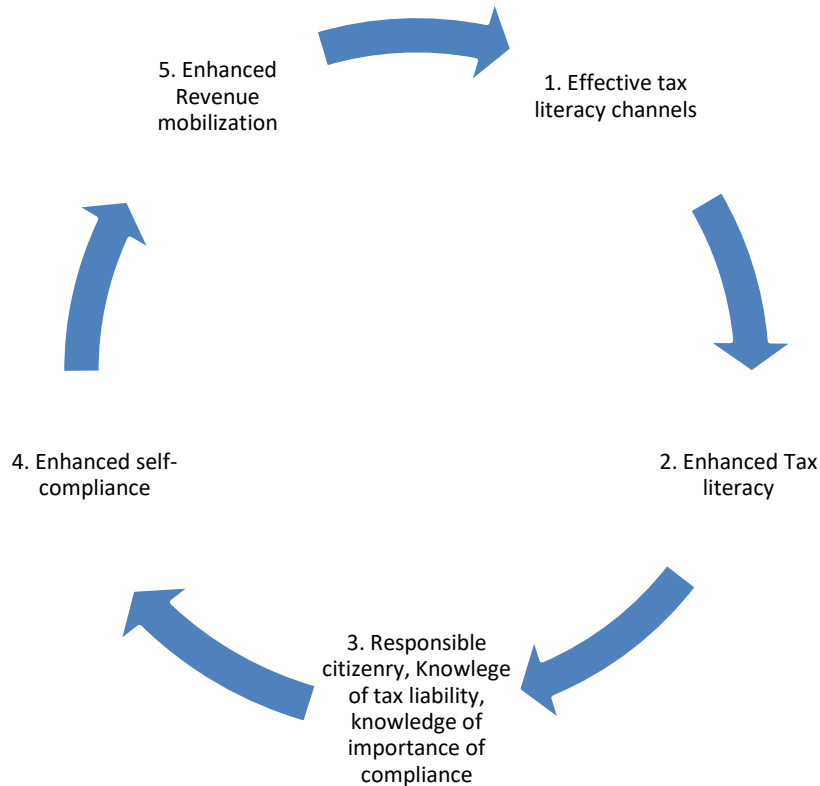 1. Effective tax
literacy channels
2. Enhanced Tax
literacy
3. Responsible
citizenry, Knowlege
of tax liability,
knowledge of
importance of
compliance
4. Enhanced self-
compliance
5. Enhanced
Revenue
mobilization